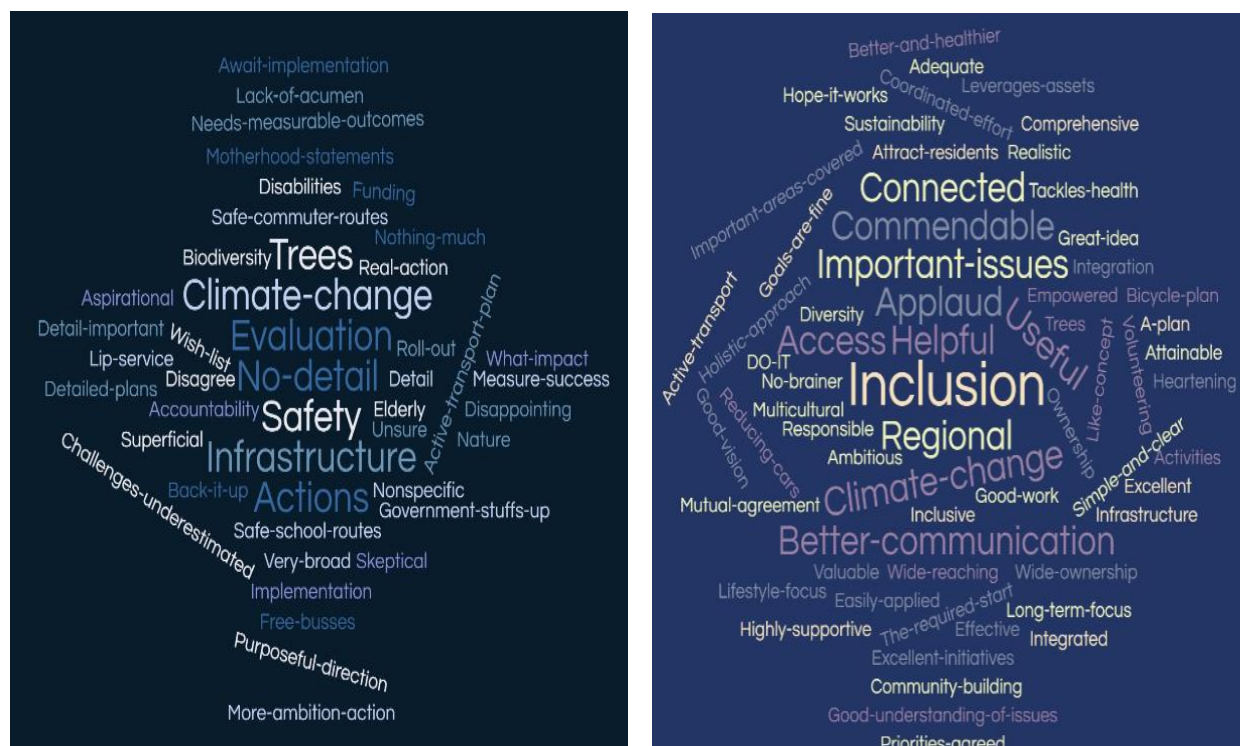 Await-implementation
Lack-of-acumen
Needs-measurable-outcomes
Motherhood-statements
Disabilities
Funding
Safe-commuter-routes
Nothing-much
Biodiversity
Trees
Real-action
Aspirational
Climate-change
Active-transport-plan
Detail-important
Wish-list
Evaluation
Roll-out
Lip-service
What-impact
Detailed-plans
Disagree
No-detail
Detail
Measure-success
Accountability
Safety
Elderly
Disappointing
Unsure
Superficial
Nature
Infrastructure
Challenges-underestimated
Back-it-up
Actions
Nonspecific
Government-stuffs-up
Safe-school-routes
Very-broad
Skeptical
Implementation
Free-busses
Purposeful-direction
More-ambition-action
Better-and-healthier
Adequate
Coordinated-effort
Leverages-assets
Hope-it-works
Sustainability
Comprehensive
Important-areas-covered
Attract-residents
Realistic
Goals-are-fine
Connected
Tackles-health
Commendable
Great-idea
Important-issues
Integration
Active-transport
Holistic-approach
Applaud
Empowered
Bicycle-plan
Diversity
Useful
Trees
A-plan
Access
Helpful
Like-concept
Volunteering
Attainable
DO-IT
No-brainer
Inclusion
Heartening
Good-vision
Reducing-cars
Multicultural
Ownership
Responsible
Regional
Ambitious
Simple-and-clear
Activities
Climate-change
Excellent
Mutual-agreement
Good-work
Inclusive
Infrastructure
Better-communication
Valuable
Wide-reaching
Wide-ownership
Lifestyle-focus
Easily-applied
The-required-start
Long-term-focus
Highly-supportive
Effective
Integrated
Excellent-initiatives
Community-building
Good-understanding-of-issues
Priorities-agreed